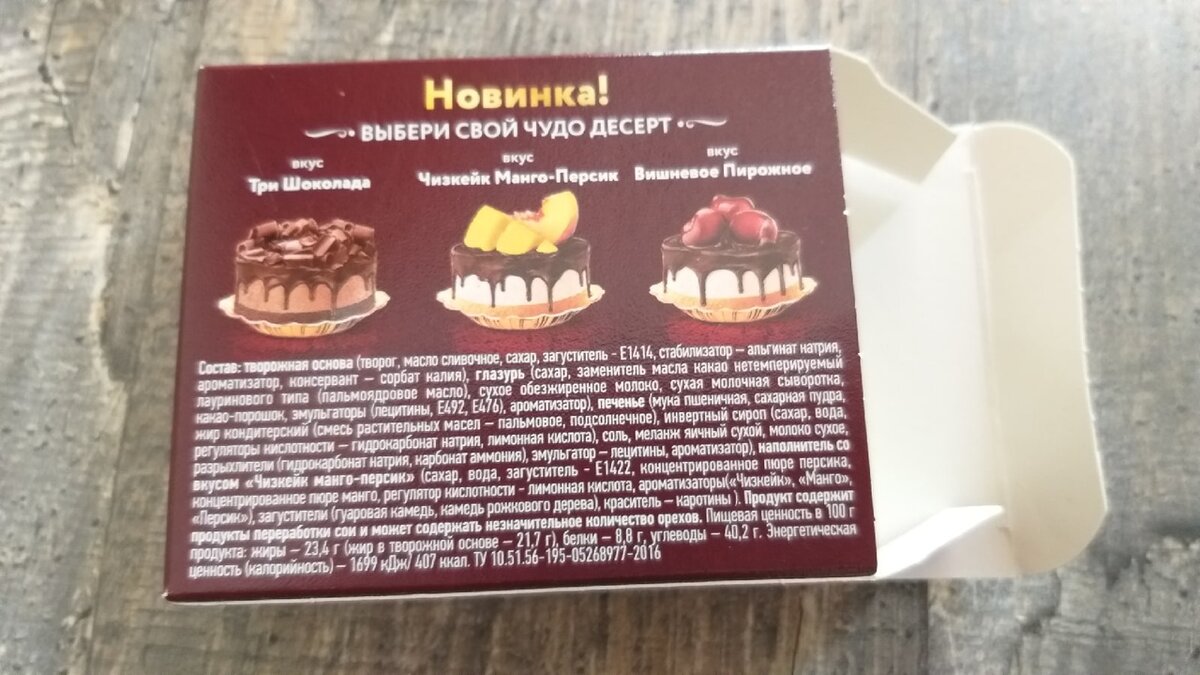 Новинка!
ВЫБЕРИ СВОЙ ЧУДО ДЕСЕРТ
вкус
Три Шоколада
вкус
Чизкейк Манго-Персик
вкус
Вишневое Пирожное
Состав: творожная основа (творог, масло сливочное, сахар, загуститель - Е1414, стабилизатор – альгинат натрия,
ароматизатор, консервант – сорбат калия), глазурь (сахар, заменитель масла какао нетемперируемый
лауринового типа (пальмоядровое масло), сухое обезжиренное молоко, сухая молочная сыворотка,
какао-порошок, эмульгаторы (лецитины, Е492, Е476), ароматизатор), печенье (мука пшеничная, сахарная пудра,
жир кондитерский (смесь растительных масел – пальмовое, подсолнечное), инвертный сироп (сахар, вода,
регуляторы кислотности – гидрокарбонат натрия, лимонная кислота), соль, меланж яичный сухой, молоко сухое,
разрыхлители (гидрокарбонат натрия, карбонат аммония), эмульгатор – лецитины, ароматизатор), наполнитель со
вкусом «Чизкейк манго-персик» (сахар, вода, загуститель - Е1422, концентрированное пюре персика,
концентрированное пюре манго, регулятор кислотности - лимонная кислота, ароматизаторы(«Чизкейк», «Манго»,
«Персик»), загустители (гуаровая камедь, камедь рожкового дерева), краситель – каротины ). Продукт содержит
продукты переработки сои и может содержать незначительное количество орехов. Пищевая ценность в 100 г
продукта: жиры – 23,4 г (жир в творожной основе – 21,7 г), белки – 8,8 г, углеводы – 40,2 г. Энергетическая
ценность (калорийность) – 1699 кДж/ 407 ккал. ТУ 10.51.56-195-05268977-2016